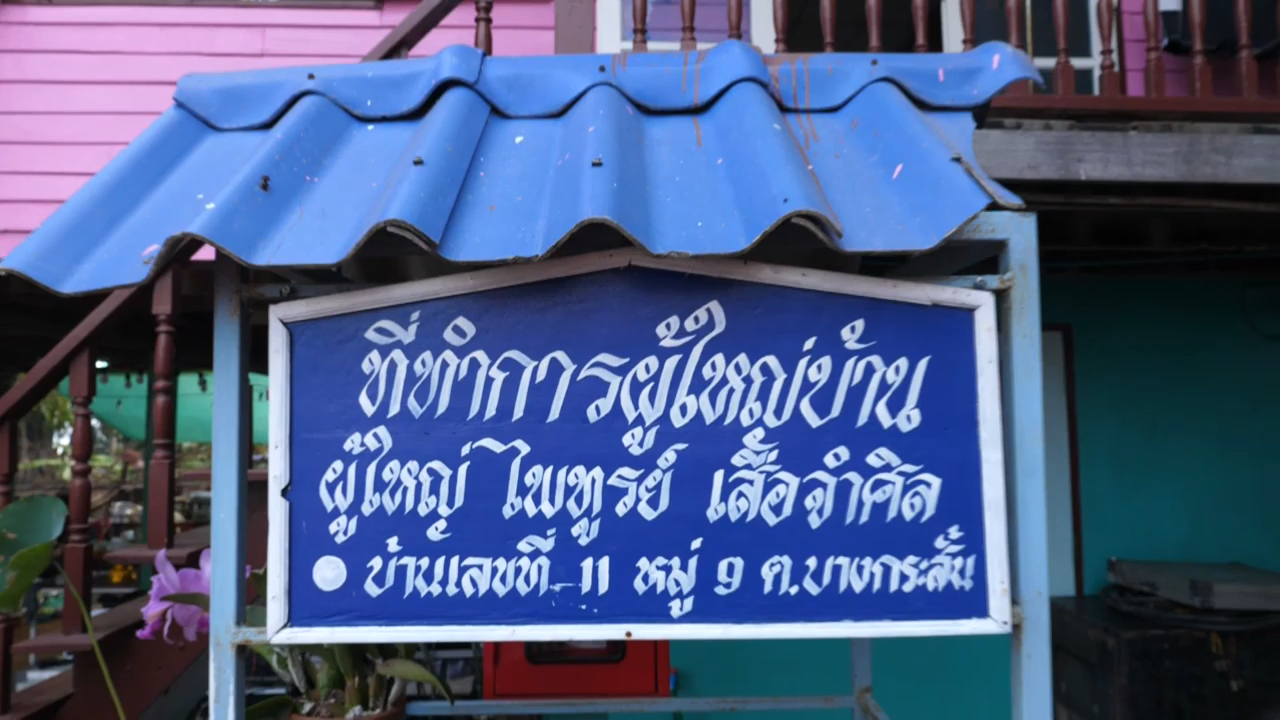 ที่ทำการผู้ใหญ่บ้าน
ผู้ใหญ่ ไพทูรย์ เสื้อจำศิล
บ้านเลขที่ 11 หมู่ 9 ต.บางกระสั้น